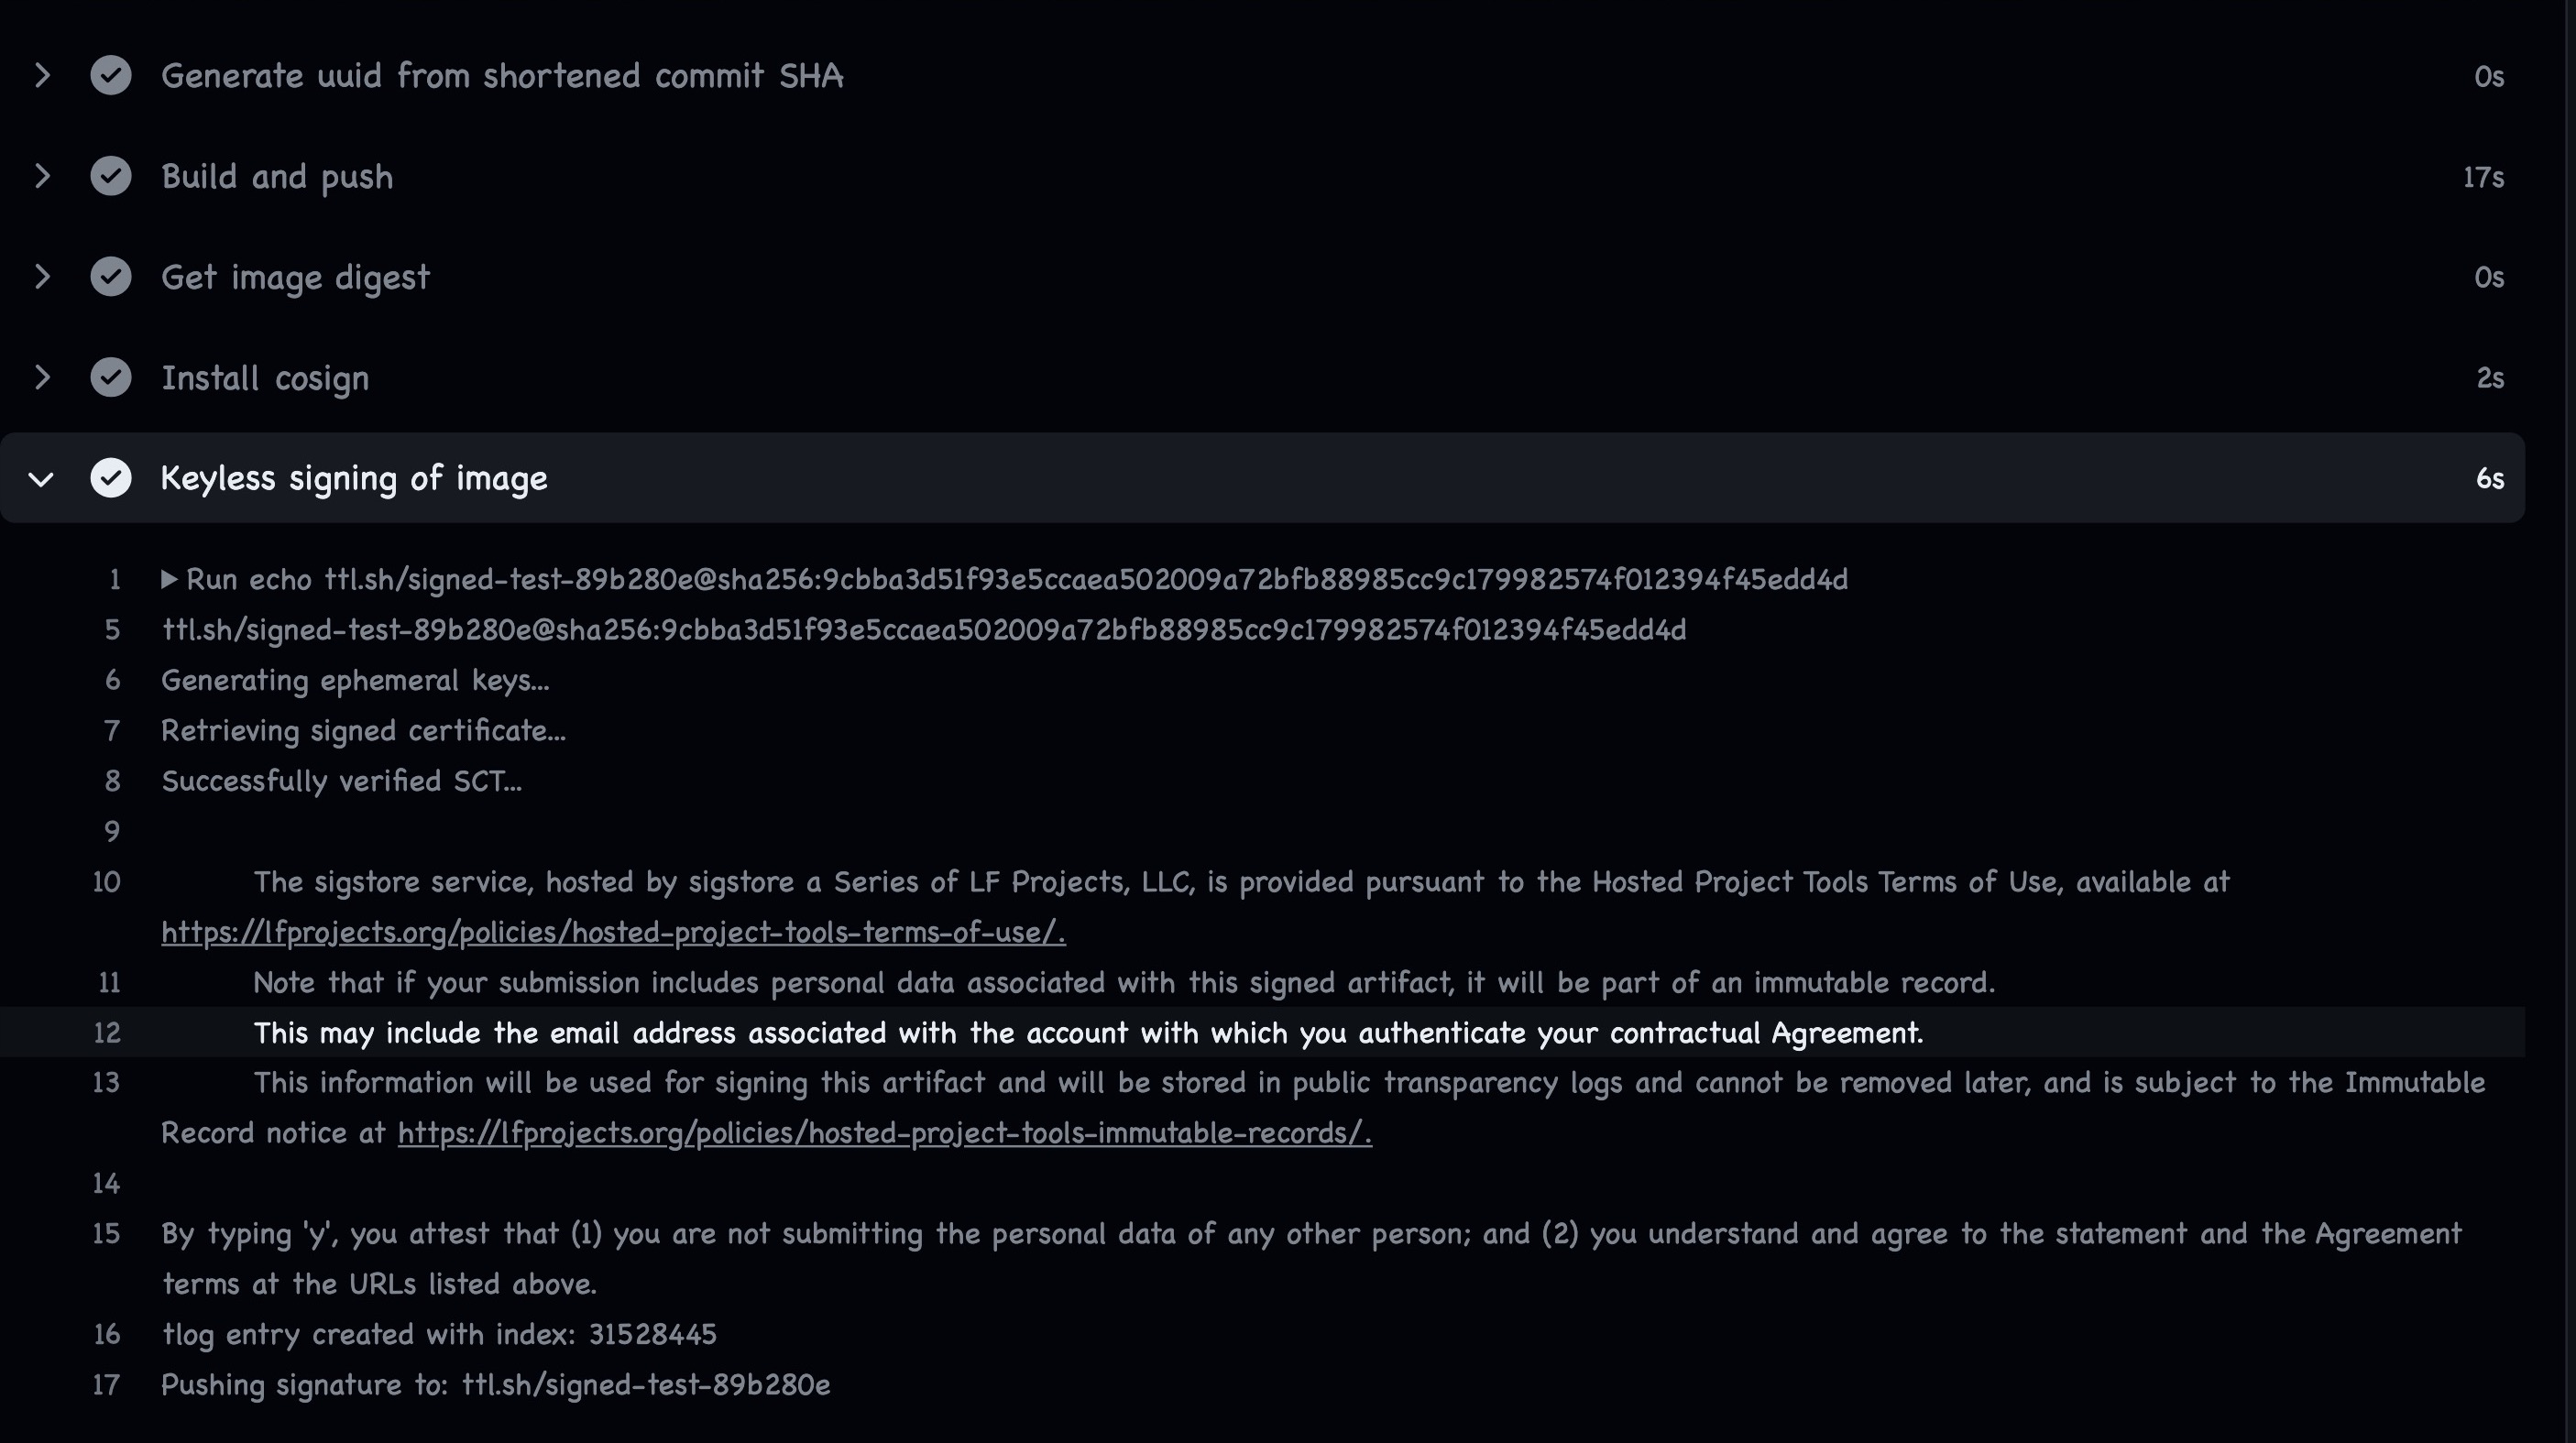 Generate uuid from shortened commit SHA 0s
Build and push 17s
Get image digest 0s
Install cosign 2s
Keyless signing of image 6s
1 Run echo ttl.sh/signed-test-89b280e@sha256:9cbba3d51f93e5ccaea502009a72bfb88985cc9c179982574f012394f45edd4d
5 ttl.sh/signed-test-89b280e@sha256:9cbba3d51f93e5ccaea502009a72bfb88985cc9c179982574f012394f45edd4d
6 Generating ephemeral keys...
7 Retrieving signed certificate...
8 Successfully verified SCT...
9
10 The sigstore service, hosted by sigstore a Series of LF Projects, LLC, is provided pursuant to the Hosted Project Tools Terms of Use, available at
https://lfprojects.org/policies/hosted-project-tools-terms-of-use/.
11 Note that if your submission includes personal data associated with this signed artifact, it will be part of an immutable record.
12 This may include the email address associated with the account with which you authenticate your contractual Agreement.
13 This information will be used for signing this artifact and will be stored in public transparency logs and cannot be removed later, and is subject to the Immutable
Record notice at https://lfprojects.org/policies/hosted-project-tools-immutable-records/.
14
15 By typing 'y', you attest that (1) you are not submitting the personal data of any other person; and (2) you understand and agree to the statement and the Agreement
terms at the URLs listed above.
16 tlog entry created with index: 31528445
17 Pushing signature to: ttl.sh/signed-test-89b280e